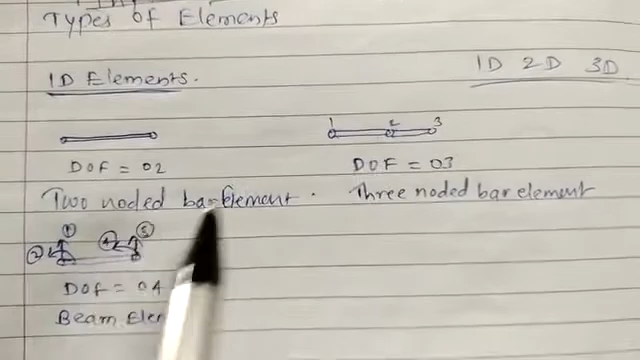 Types of Elements
1D Elements.
1D 2D 3D
1 2 3
DOF = 02
DOF = 03
Two noded bar Element.
Three noded bar element
1 2 4
DOF = 04
Beam